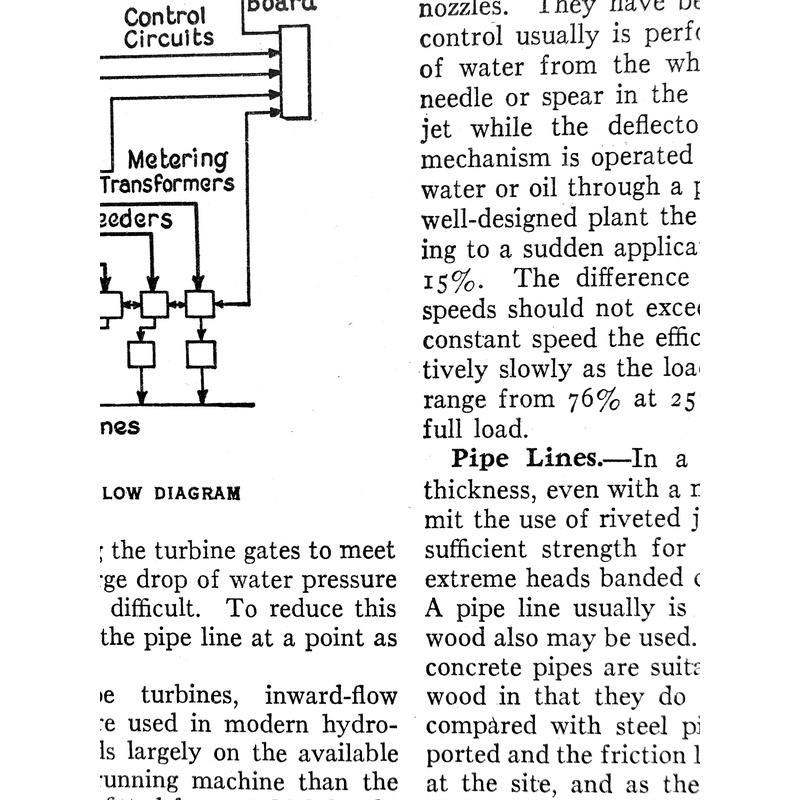 Board
Control
Circuits
Metering
Transformers
eeders
nes
LOW DIAGRAM
the turbine gates to meet
rge drop of water pressure
difficult. To reduce this
the pipe line at a point as
pe turbines, inward-flow
re used in modern hydro-
ls largely on the available
running machine than the
nozzles. They have be
control usually is perfo
of water from the wh
needle or spear in the
jet while the deflecto
mechanism is operated
water or oil through a p
well-designed plant the
ing to a sudden applica
15%. The difference
speeds should not excee
constant speed the effic
tively slowly as the loa
range from 76% at 25
full load.
Pipe Lines.—In a
thickness, even with a r
mit the use of riveted j
sufficient strength for
extreme heads banded
A pipe line usually is
wood also may be used.
concrete pipes are suita
wood in that they do
compared with steel pi
ported and the friction l
at the site, and as the